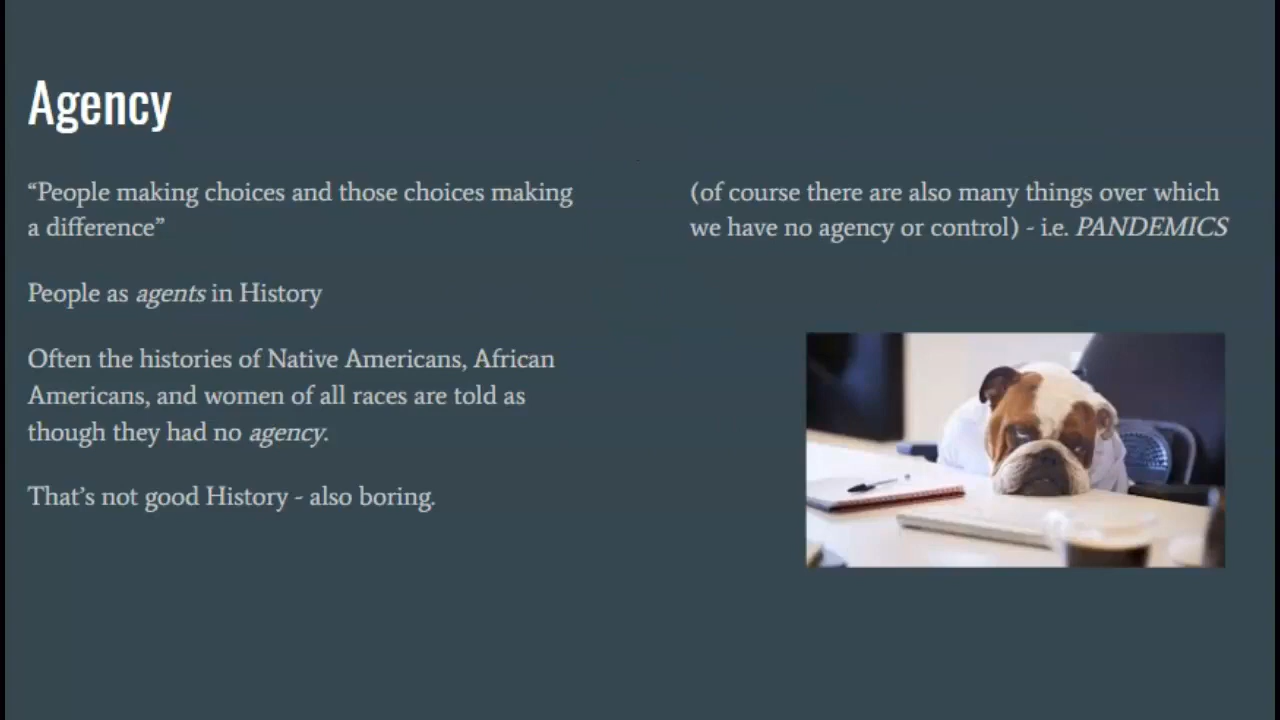 Agency
“People making choices and those choices making
a difference”
People as agents in History
Often the histories of Native Americans, African
Americans, and women of all races are told as
though they had no agency.
That’s not good History - also boring.
(of course there are also many things over which
we have no agency or control) - i.e. PANDEMICS